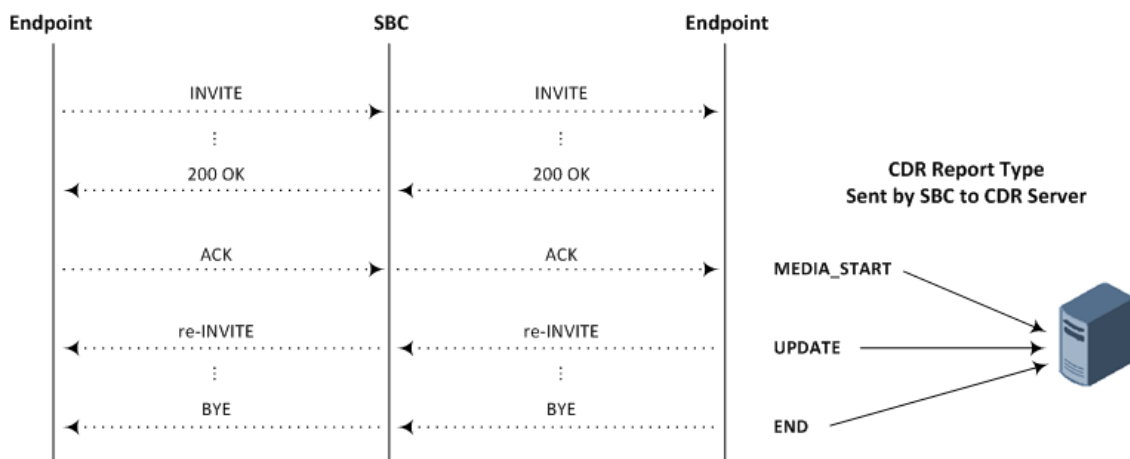 Endpoint SBC Endpoint
INVITE INVITE
200 OK 200 OK
CDR Report Type
Sent by SBC to CDR Server
ACK ACK
MEDIA_START
re-INVITE re-INVITE
UPDATE
BYE BYE
END